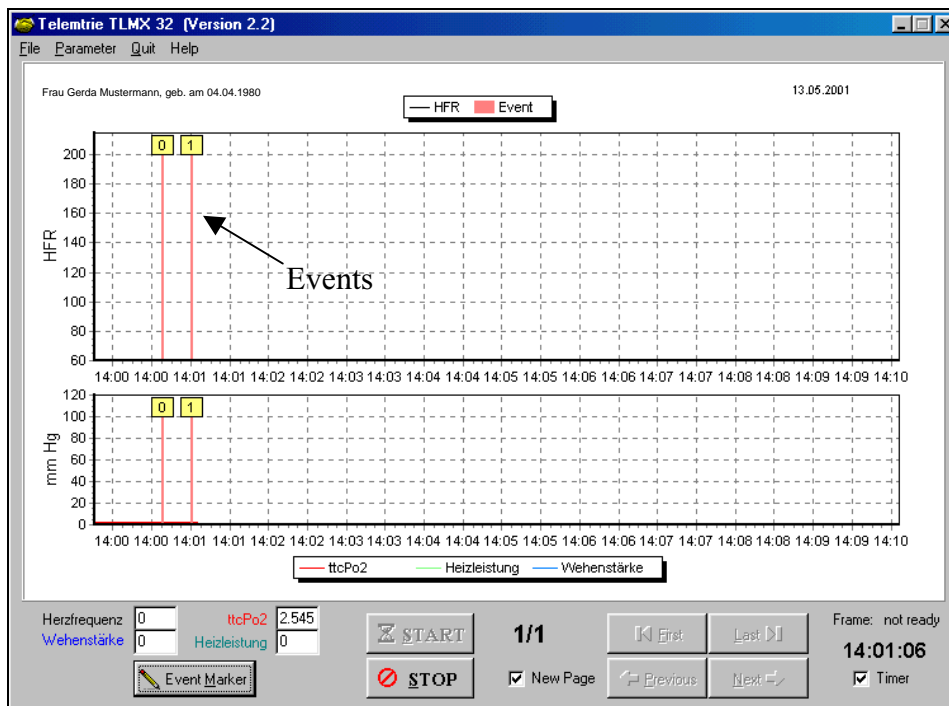 Telemtrie TLMX 32 (Version 2.2)
File Parameter Quit Help
Frau Gerda Mustermann, geb. am 04.04.1980
13.05.2001
HFR Event
0 1
200
180
160
140
120
100
80
60
HFR
Events
14:00 14:00 14:01 14:01 14:02 14:02 14:03 14:03 14:04 14:04 14:05 14:05 14:06 14:06 14:07 14:07 14:08 14:08 14:09 14:09 14:10
0 1
120
100
80
60
40
20
0
mm Hg
14:00 14:00 14:01 14:01 14:02 14:02 14:03 14:03 14:04 14:04 14:05 14:05 14:06 14:06 14:07 14:07 14:08 14:08 14:09 14:09 14:10
ttcPo2 Heizleistung Wehenstärke
Herzfrequenz 0 ttcPo2 2.545
Wehenstärke 0 Heizleistung 0
Event Marker
START
STOP
1/1
New Page
First Last
Previous Next
Frame: not ready
14:01:06
Timer